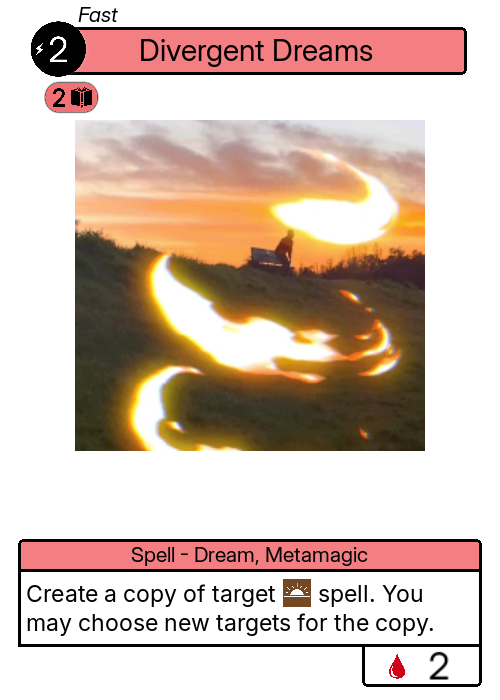 Fast
2
Divergent Dreams
2
Spell - Dream, Metamagic
Create a copy of target spell. You
may choose new targets for the copy.
2